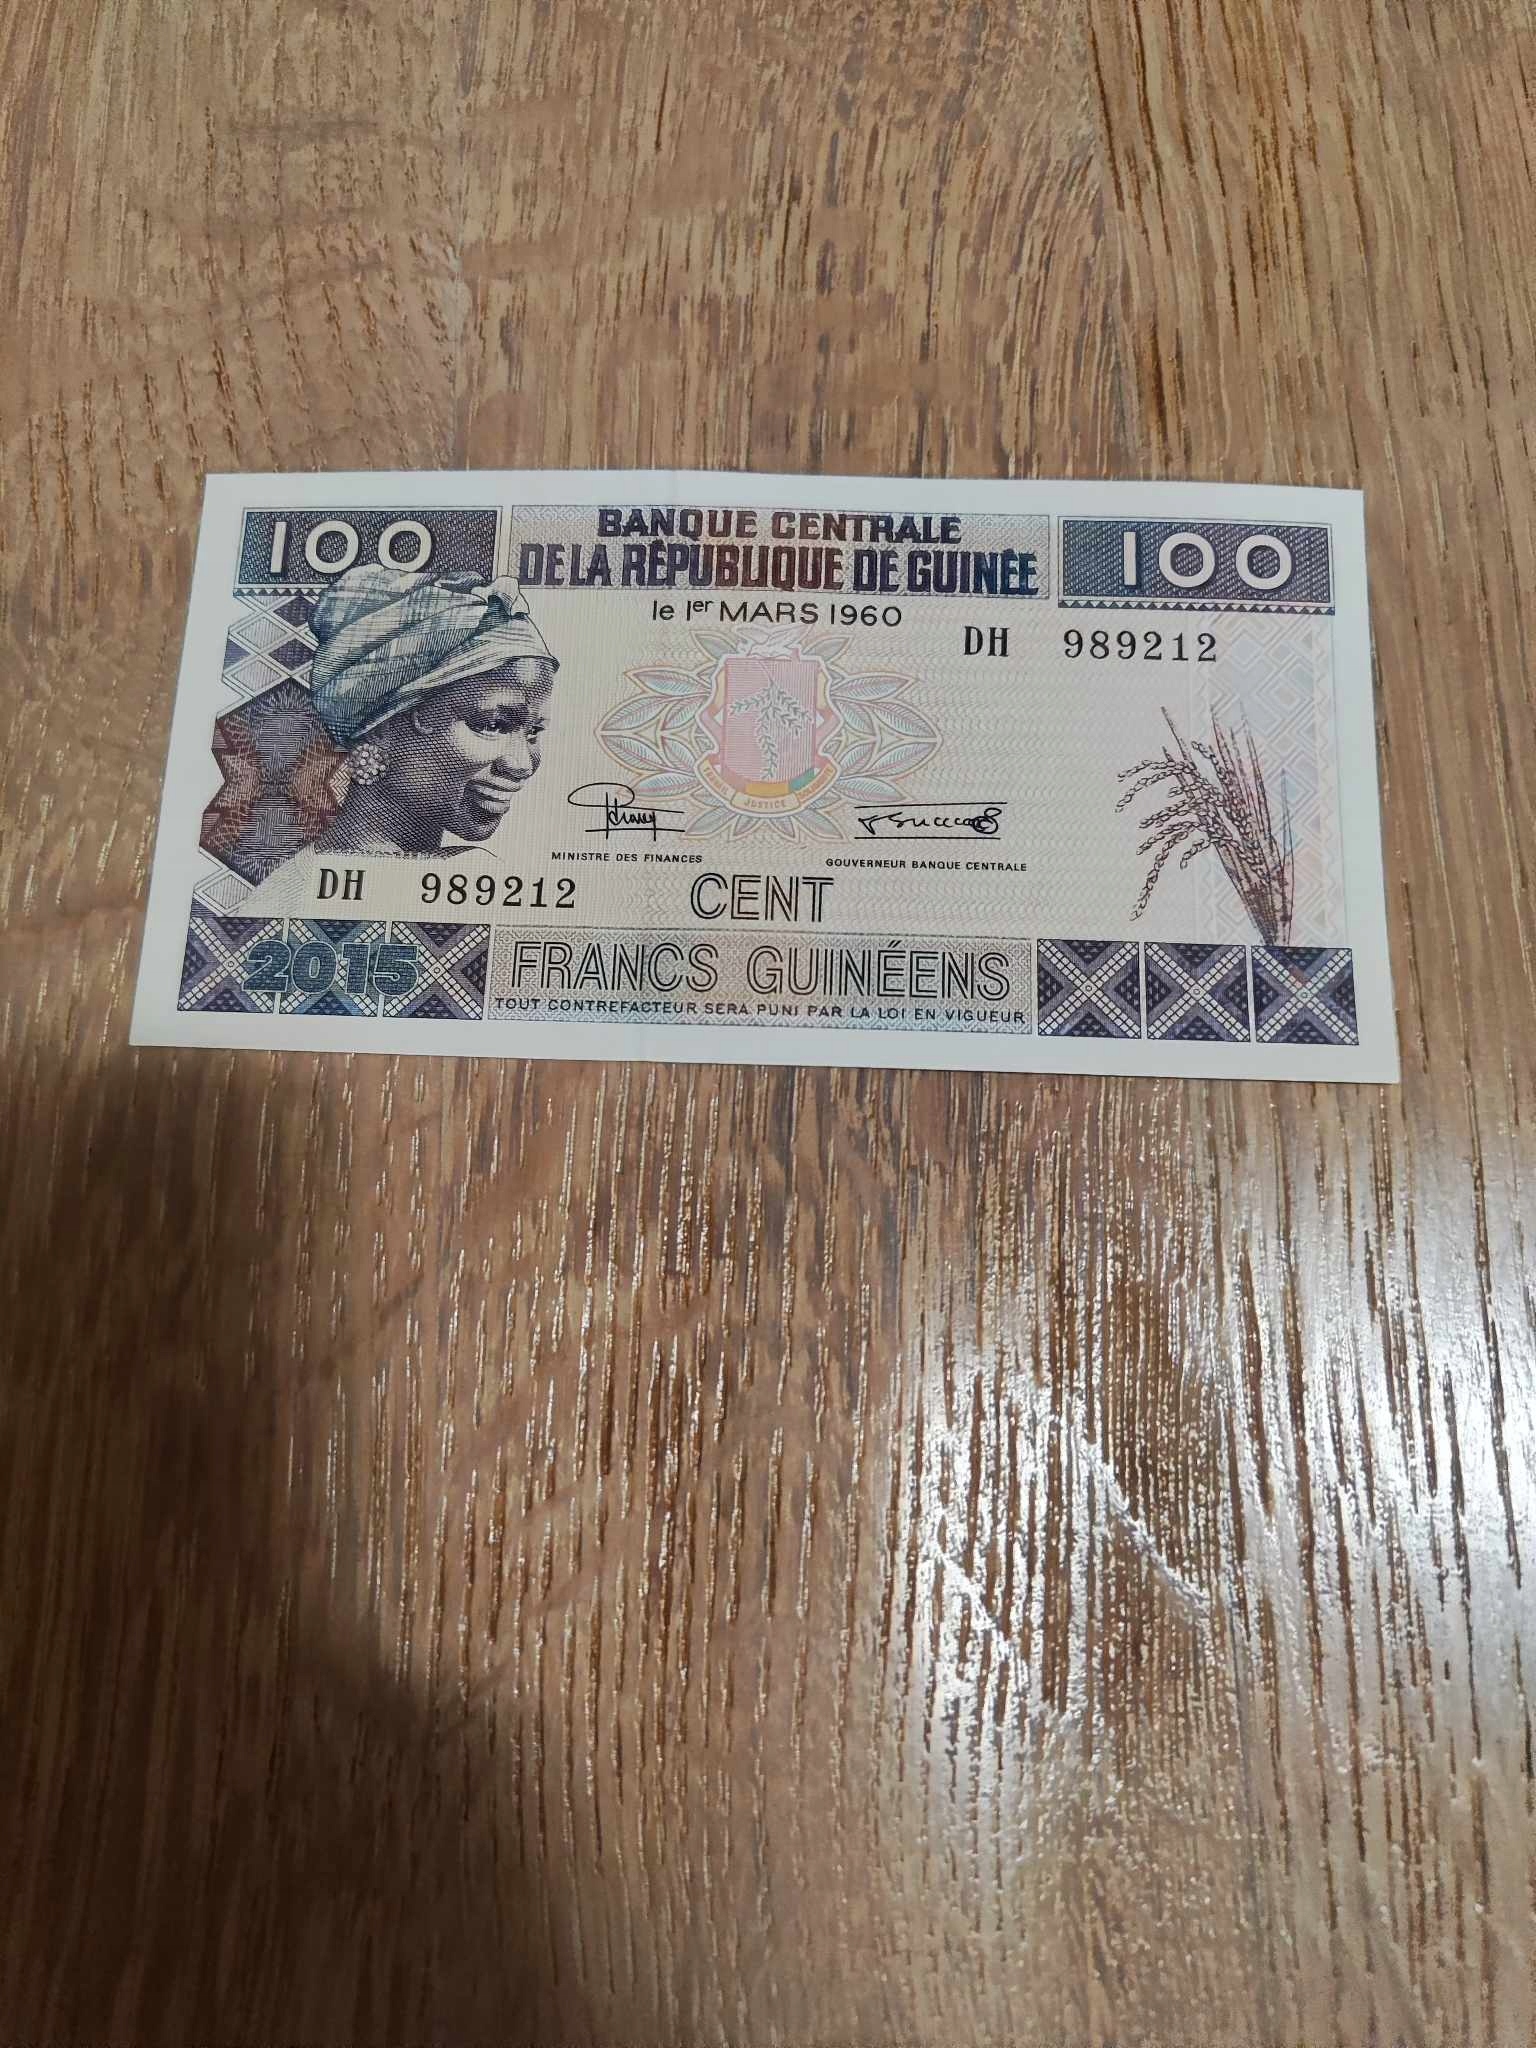 100
BANQUE CENTRALE
DE LA RÉPUBLIQUE DE GUINÉE
100
le 1er MARS 1960
DH 989212
JUSTICE
MINISTRE DES FINANCES
GOUVERNEUR BANQUE CENTRALE
DH 989212
CENT
2015
FRANCS GUINÉENS
TOUT CONTREFACTEUR SERA PUNI PAR LA LOI EN VIGUEUR